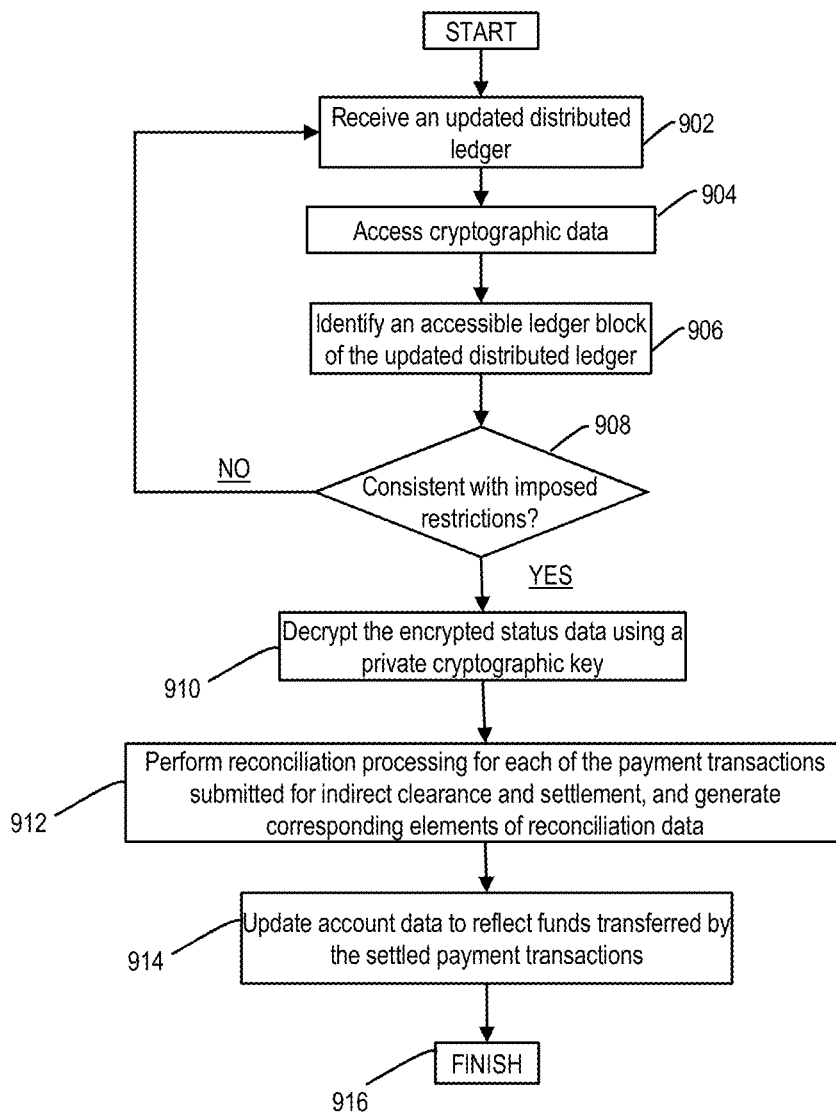 START
Receive an updated distributed
ledger
902
904
Access cryptographic data
Identify an accessible ledger block
of the updated distributed ledger
906
908
NO
Consistent with imposed
restrictions?
YES
Decrypt the encrypted status data using a
private cryptographic key
910
Perform reconciliation processing for each of the payment transactions
submitted for indirect clearance and settlement, and generate
corresponding elements of reconciliation data
912
Update account data to reflect funds transferred by
the settled payment transactions
914
FINISH
916